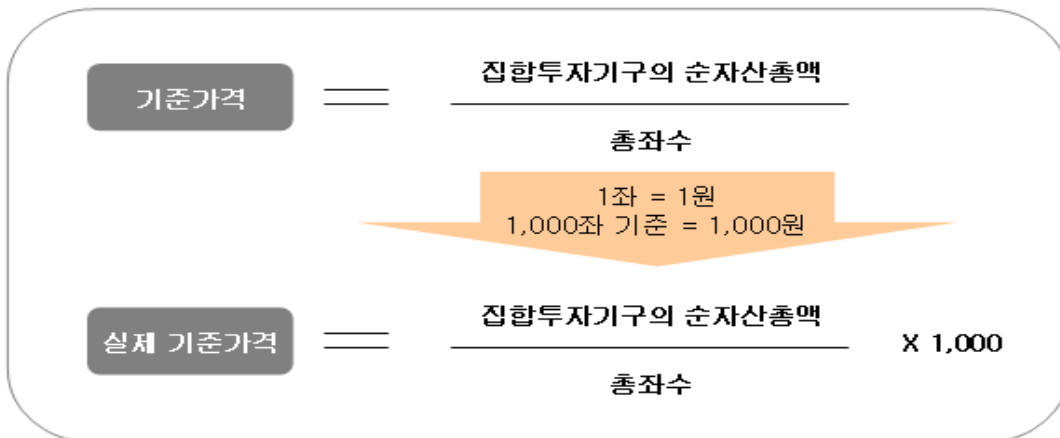 기준가격
집합투자기구의 순자산총액
총좌수
1좌 = 1원
1,000좌 기준 = 1,000원
실제 기준가격
집합투자기구의 순자산총액
총좌수
X 1,000